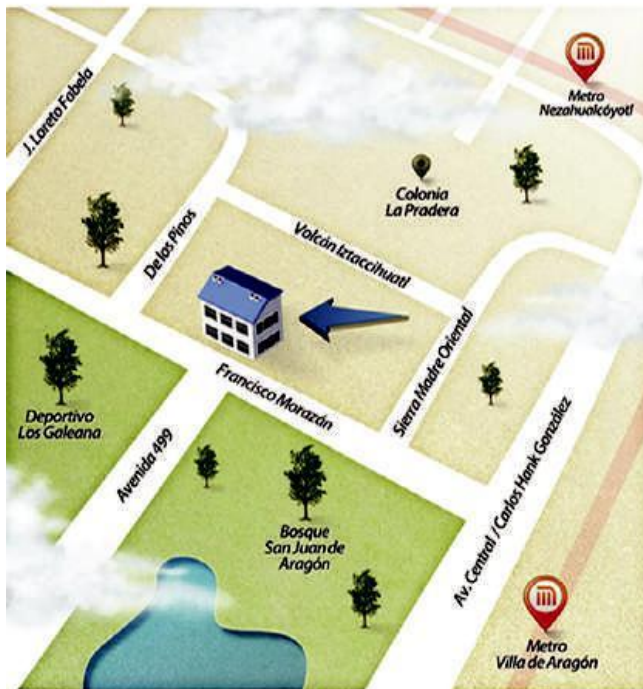 J. Loreto Fabela
Metro
Nezahualcóyotl
Colonia
La Pradera
De los Pinos
Volcán Iztaccihuatl
Sierra Madre Oriental
Francisco Morazán
Deportivo
Los Galeana
Avenida 499
Bosque
San Juan de
Aragón
Av. Central / Carlos Hank González
Metro
Villa de Aragón